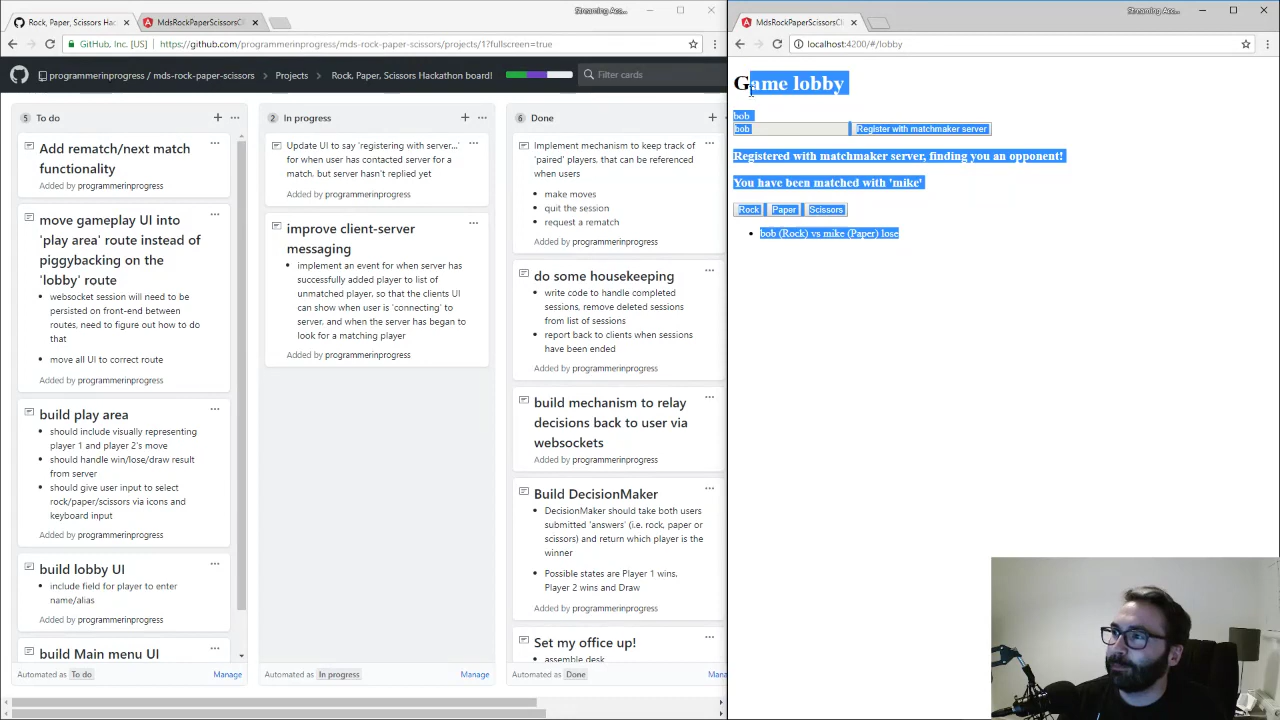 Rock, Paper, Scissors Hac
MdsRockPaperScissorsC
Streaming Acc...
GitHub, Inc. [US]
https://github.com/programmerinprogress/mds-rock-paper-scissors/projects/1?fullscreen=true
programmerinprogress / mds-rock-paper-scissors
Projects
Rock, Paper, Scissors Hackathon board!
Filter cards
5 To do
Add rematch/next match
functionality
Added by programmerinprogress
move gameplay UI into
'play area' route instead of
piggybacking on the
'lobby' route
websocket session will need to be
persisted on front-end between
routes, need to figure out how to do
that
move all UI to correct route
Added by programmerinprogress
build play area
should include visually representing
player 1 and player 2's move
should handle win/lose/draw result
from server
should give user input to select
rock/paper/scissors via icons and
keyboard input
Added by programmerinprogress
build lobby UI
include field for player to enter
name/alias
Added by programmerinprogress
build Main menu UI
Automated as To do
Manage
2 In progress
Update UI to say 'registering with server...'
for when user has contacted server for a
match, but server hasn't replied yet
Added by programmerinprogress
improve client-server
messaging
implement an event for when server has
successfully added player to list of
unmatched player, so that the clients UI
can show when user is 'connecting' to
server, and when the server has began to
look for a matching player
Added by programmerinprogress
Automated as In progress
Manage
6 Done
Implement mechanism to keep track of
'paired' players, that can be referenced
when users
make moves
quit the session
request a rematch
Added by programmerinprogress
do some housekeeping
write code to handle completed
sessions, remove deleted sessions
from list of sessions
report back to clients when sessions
have been ended
Added by programmerinprogress
build mechanism to relay
decisions back to user via
websockets
Added by programmerinprogress
Build DecisionMaker
DecisionMaker should take both users
submitted 'answers' (i.e. rock, paper or
scissors) and return which player is the
winner
Possible states are Player 1 wins,
Player 2 wins and Draw
Added by programmerinprogress
Set my office up!
assemble desk
Automated as Done
Mana
MdsRockPaperScissorsCl
Streaming Acc...
localhost:4200/#/lobby
Game lobby
bob
bob
Register with matchmaker server
Registered with matchmaker server, finding you an opponent!
You have been matched with 'mike'
Rock Paper Scissors
bob (Rock) vs mike (Paper) lose